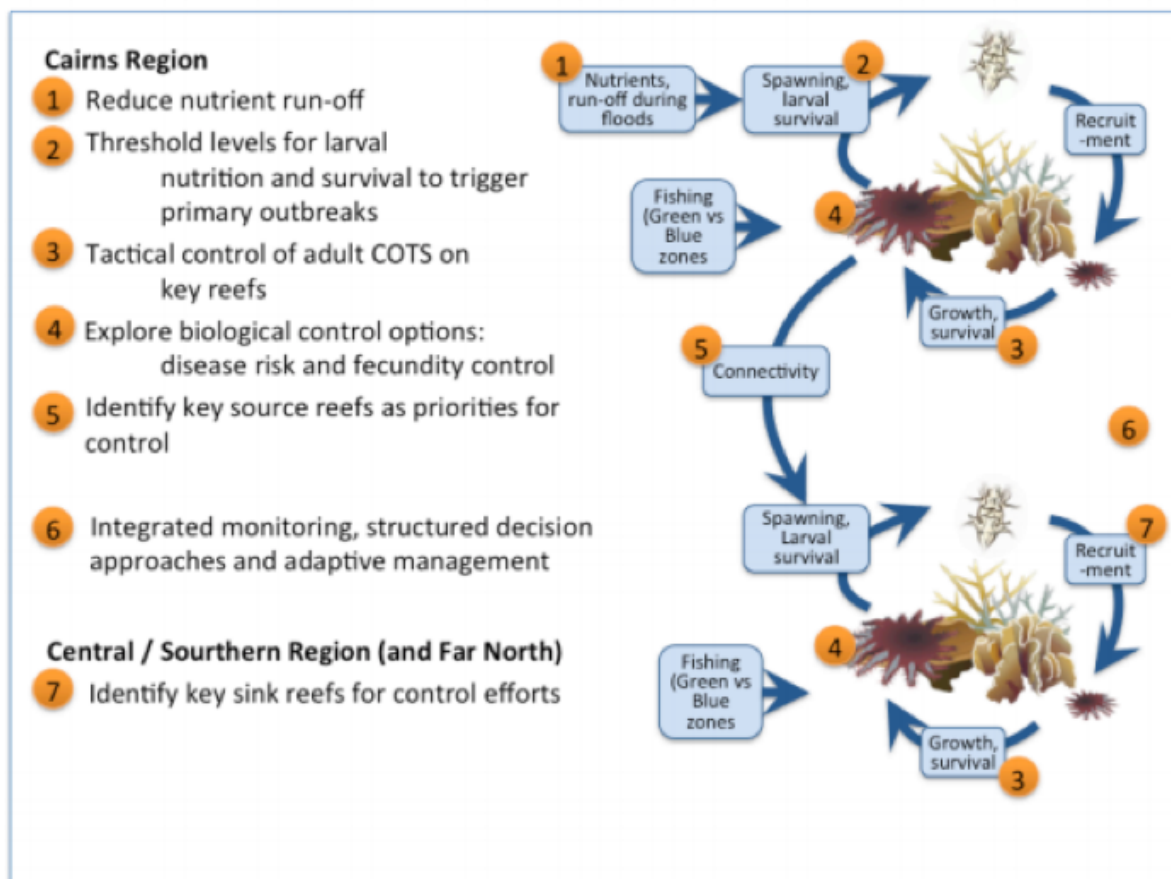 Cairns Region
1 Reduce nutrient run-off
2 Threshold levels for larval
nutrition and survival to trigger
primary outbreaks
3 Tactical control of adult COTS on
key reefs
4 Explore biological control options:
disease risk and fecundity control
5 Identify key source reefs as priorities for
control
6 Integrated monitoring, structured decision
approaches and adaptive management
Central / Sourthern Region (and Far North)
7 Identify key sink reefs for control efforts
1
Nutrients,
run-off during
floods
2
Spawning,
larval
survival
Recruit
-ment
Fishing
(Green vs
Blue
zones
4
Growth,
survival
3
5
Connectivity
6
Spawning,
Larval
survival
7
Recruit
-ment
Fishing
(Green vs
Blue
zones
4
Growth,
survival
3